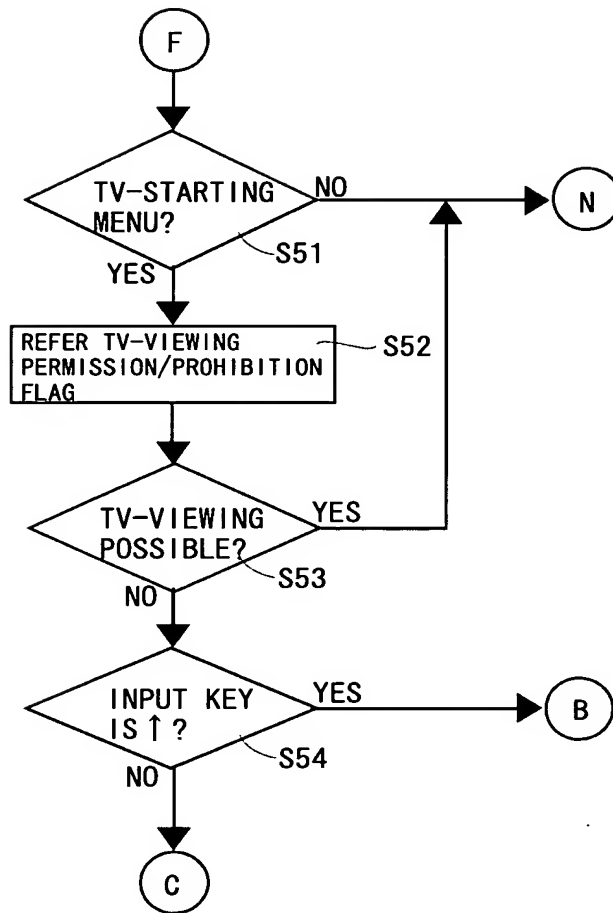 F
TV-STARTING
MENU?
NO
N
S51
YES
REFER TV-VIEWING
PERMISSION/PROHIBITION
FLAG
S52
TV-VIEWING
POSSIBLE?
YES
S53
NO
INPUT KEY
IS ↑ ?
YES
B
S54
NO
C